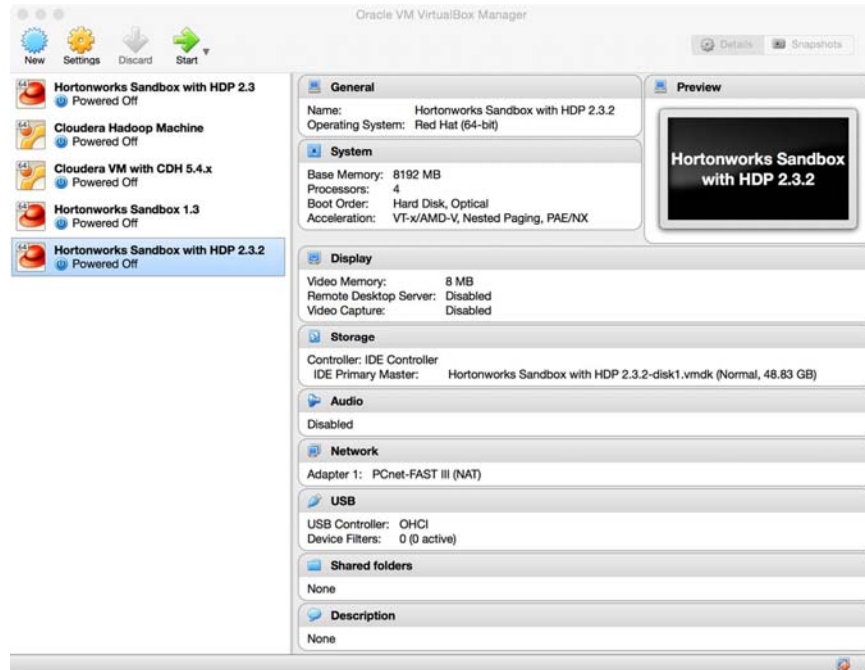 Oracle VM VirtualBox Manager
New Settings Discard Start
Details Snapshots
64 Hortonworks Sandbox with HDP 2.3
Powered Off
64 Cloudera Hadoop Machine
Powered Off
64 Cloudera VM with CDH 5.4.x
Powered Off
64 Hortonworks Sandbox 1.3
Powered Off
64 Hortonworks Sandbox with HDP 2.3.2
Powered Off
General
Name: Hortonworks Sandbox with HDP 2.3.2
Operating System: Red Hat (64-bit)
System
Base Memory: 8192 MB
Processors: 4
Boot Order: Hard Disk, Optical
Acceleration: VT-x/AMD-V, Nested Paging, PAE/NX
Preview
Hortonworks Sandbox
with HDP 2.3.2
Display
Video Memory: 8 MB
Remote Desktop Server: Disabled
Video Capture: Disabled
Storage
Controller: IDE Controller
IDE Primary Master: Hortonworks Sandbox with HDP 2.3.2-disk1.vmdk (Normal, 48.83 GB)
Audio
Disabled
Network
Adapter 1: PCnet-FAST III (NAT)
USB
USB Controller: OHCI
Device Filters: 0 (0 active)
Shared folders
None
Description
None